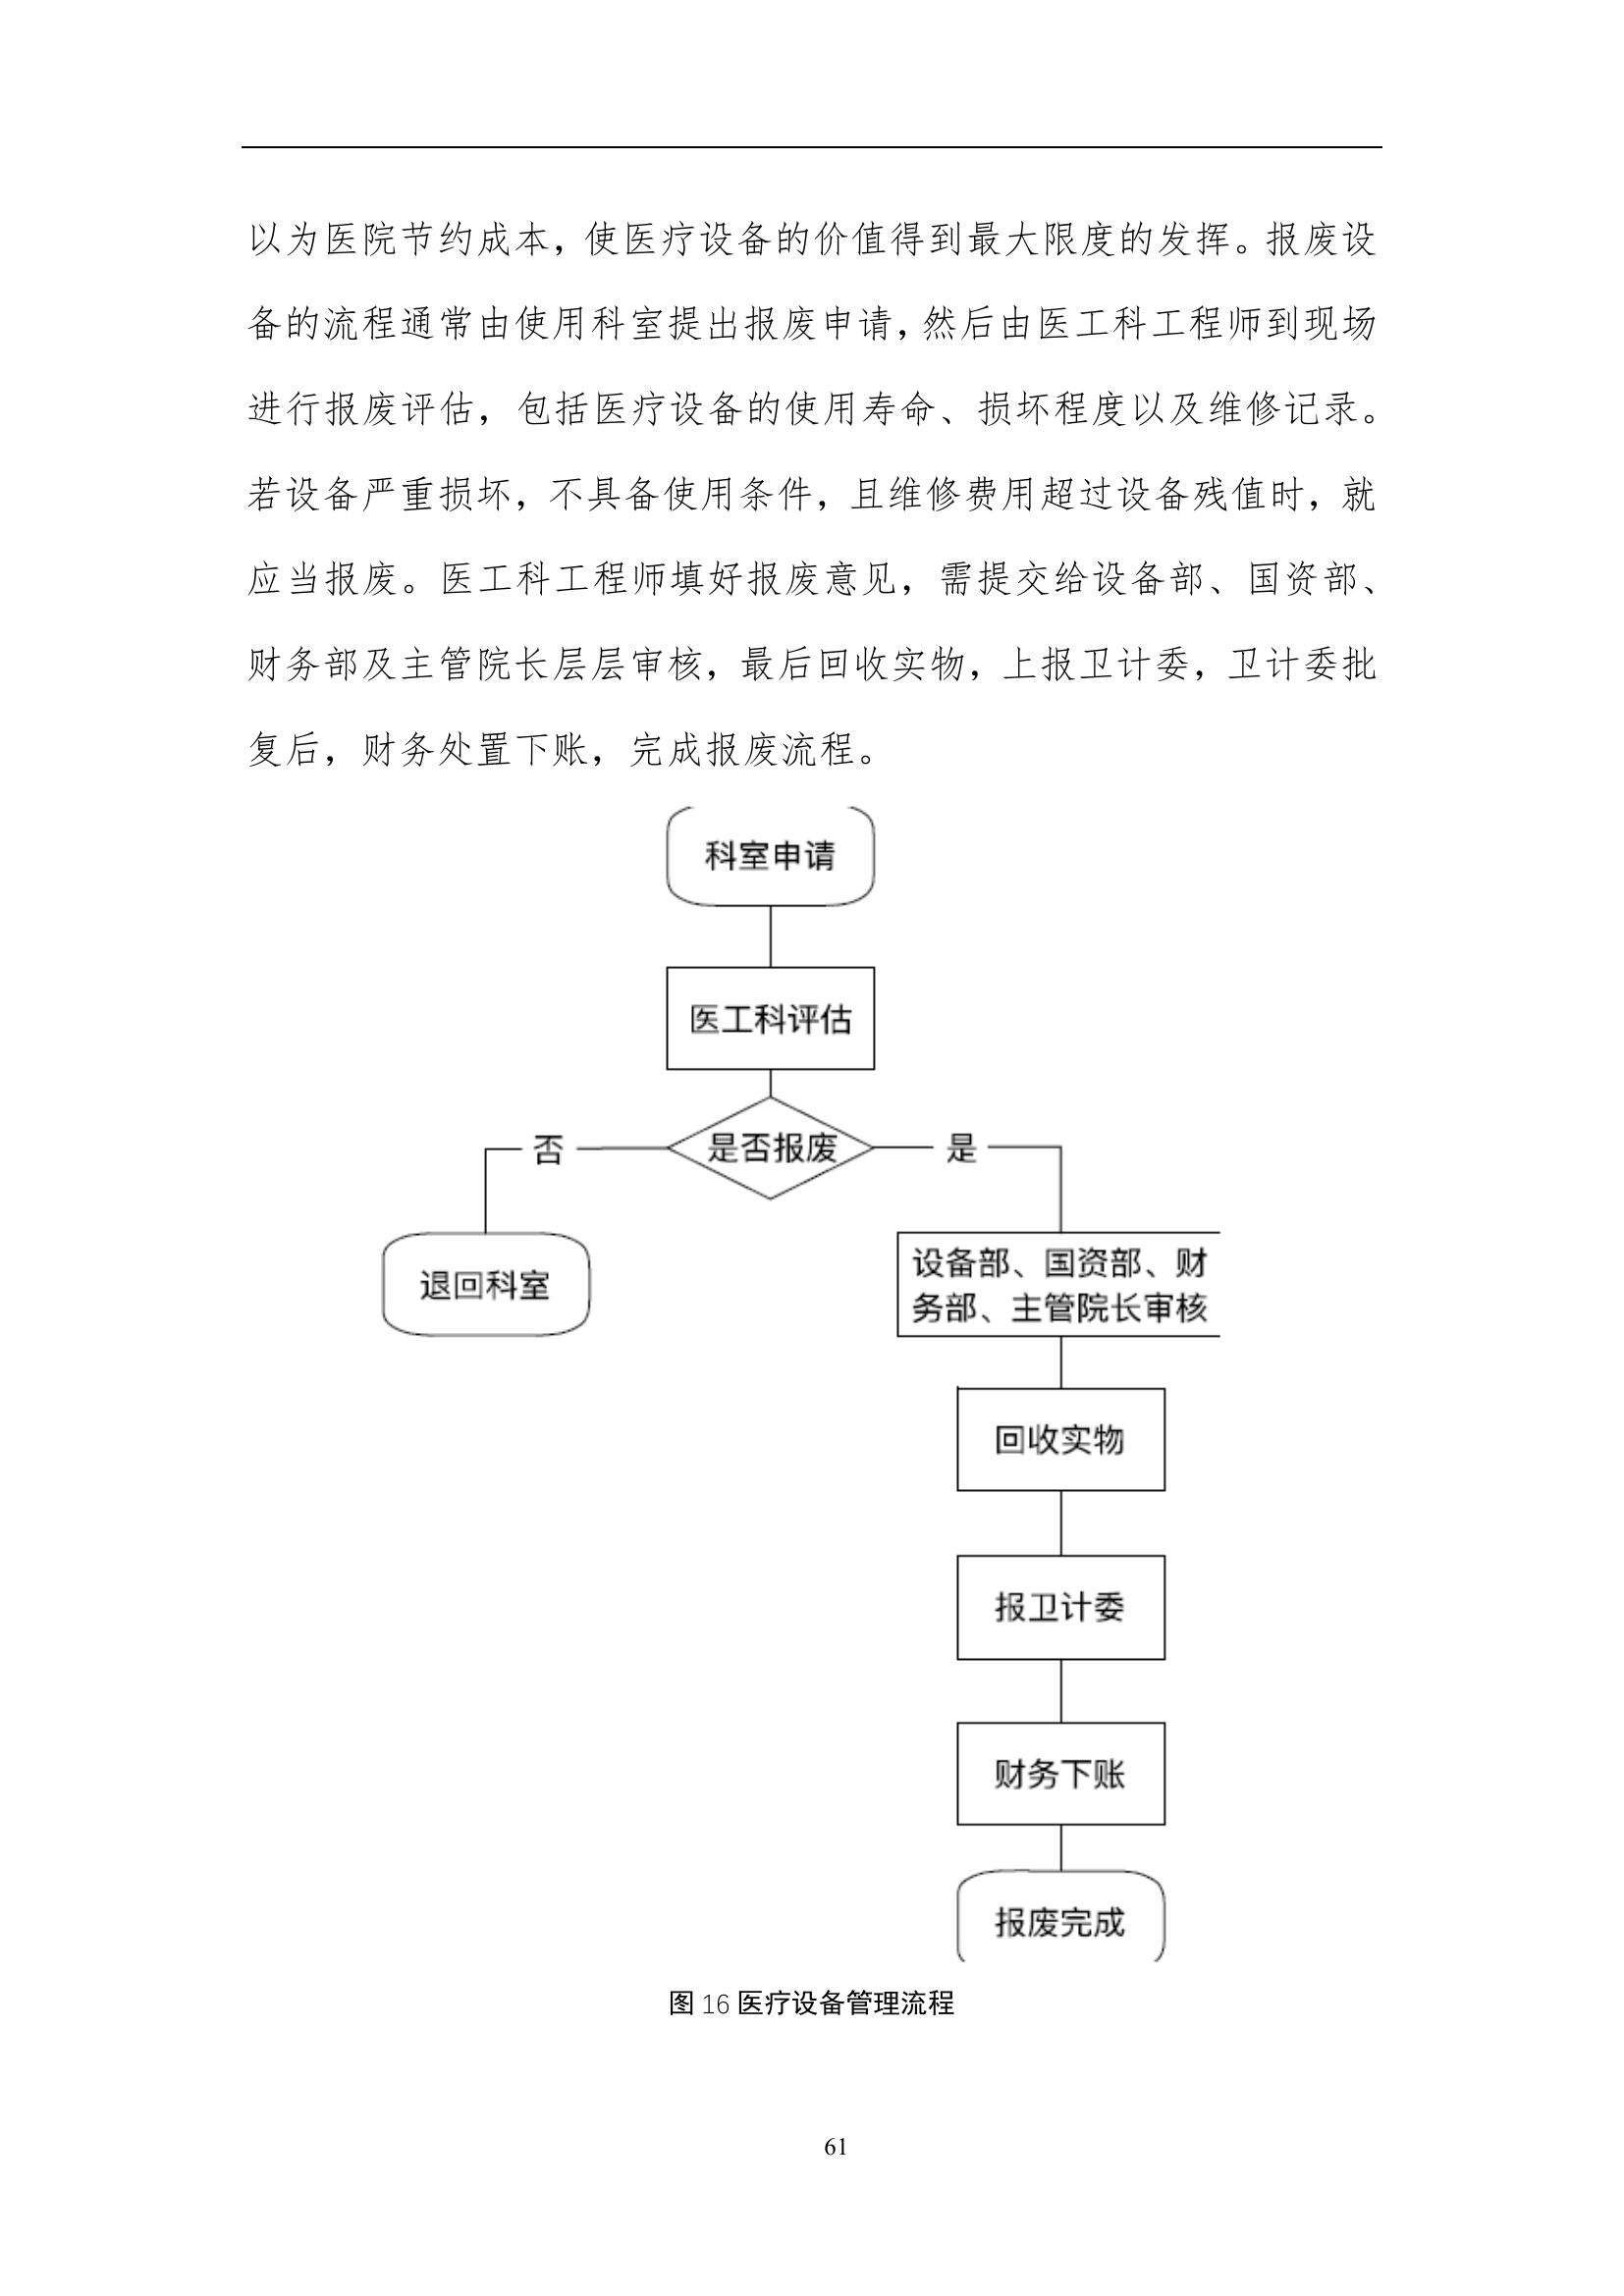 以为医院节约成本，使医疗设备的价值得到最大限度的发挥。报废设
备的流程通常由使用科室提出报废申请，然后由医工科工程师到现场
进行报废评估，包括医疗设备的使用寿命、损坏程度以及维修记录。
若设备严重损坏，不具备使用条件，且维修费用超过设备残值时，就
应当报废。医工科工程师填好报废意见，需提交给设备部、国资部、
财务部及主管院长层层审核，最后回收实物，上报卫计委，卫计委批
复后，财务处置下账，完成报废流程。
科室申请
医工科评估
是否报废
否
是
退回科室
设备部、国资部、财
务部、主管院长审核
回收实物
报卫计委
财务下账
报废完成
图 16 医疗设备管理流程
61